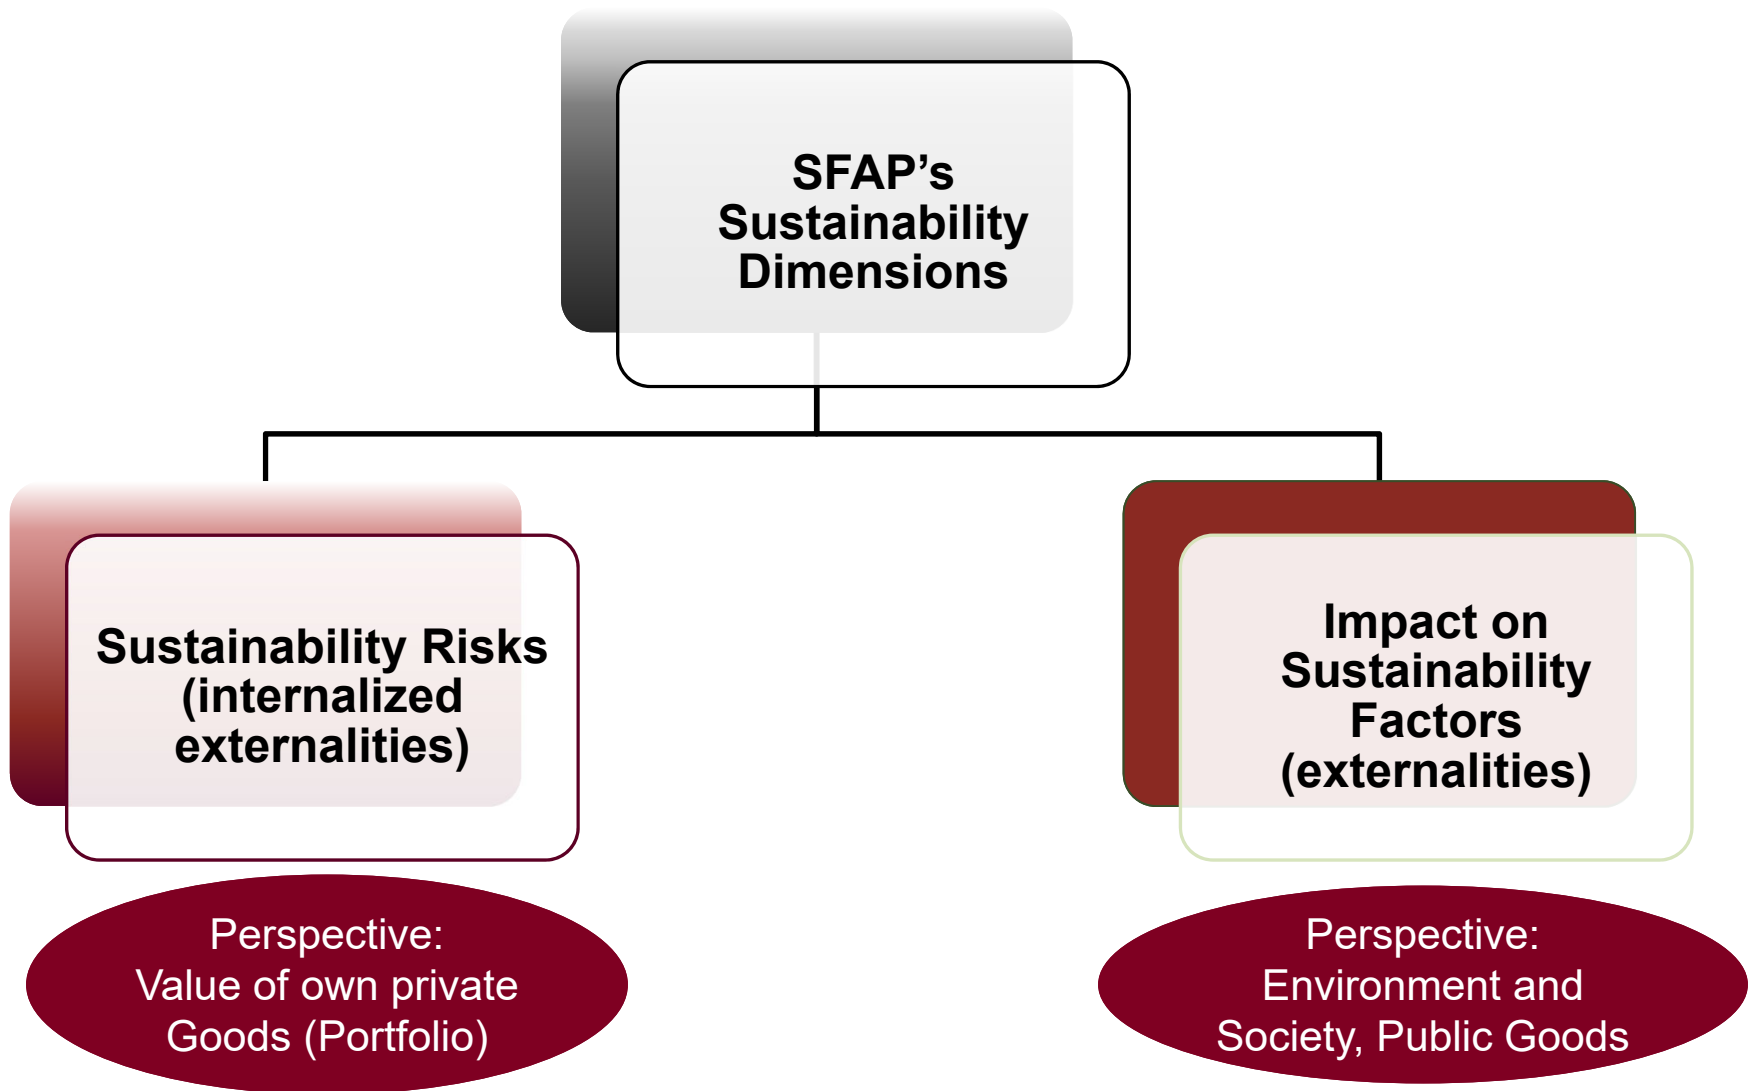 SFAP’s
Sustainability
Dimensions
Sustainability Risks
(internalized
externalities)
Impact on
Sustainability
Factors
(externalities)
Perspective:
Value of own private
Goods (Portfolio)
Perspective:
Environment and
Society, Public Goods